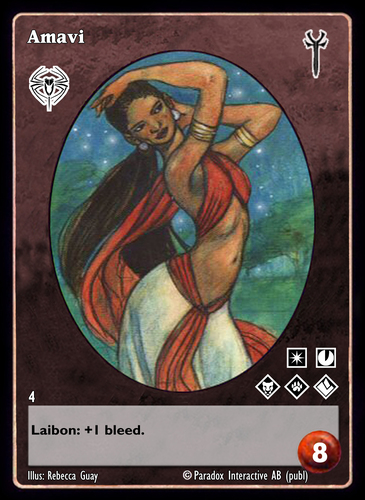 Amavi
4
Laibon: +1 bleed.
8
Illus: Rebecca Guay © Paradox Interactive AB (publ)